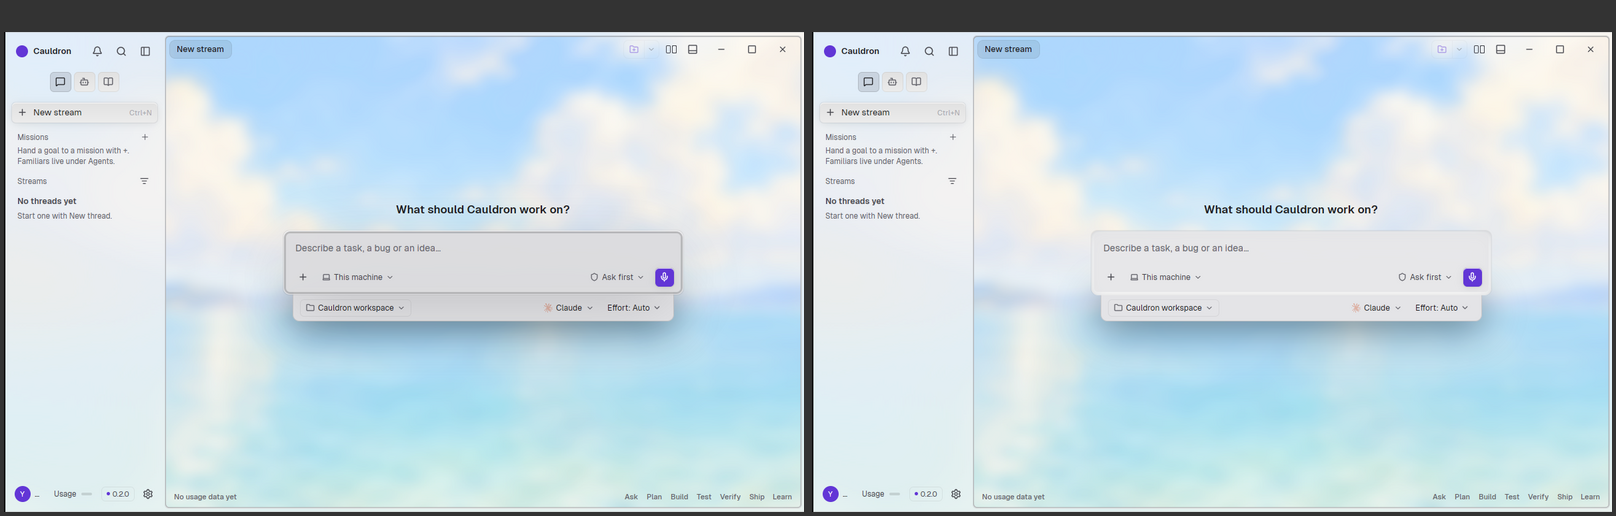 Cauldron
New stream
New stream Ctrl+N
Missions
Hand a goal to a mission with +.
Familiars live under Agents.
Streams
No threads yet
Start one with New thread.
What should Cauldron work on?
Describe a task, a bug or an idea...
This machine Ask first
Cauldron workspace Claude Effort: Auto
Y ... Usage 0.2.0
No usage data yet Ask Plan Build Test Verify Ship Learn
Cauldron
New stream
New stream Ctrl+N
Missions
Hand a goal to a mission with +.
Familiars live under Agents.
Streams
No threads yet
Start one with New thread.
What should Cauldron work on?
Describe a task, a bug or an idea...
This machine Ask first
Cauldron workspace Claude Effort: Auto
Y ... Usage 0.2.0
No usage data yet Ask Plan Build Test Verify Ship Learn